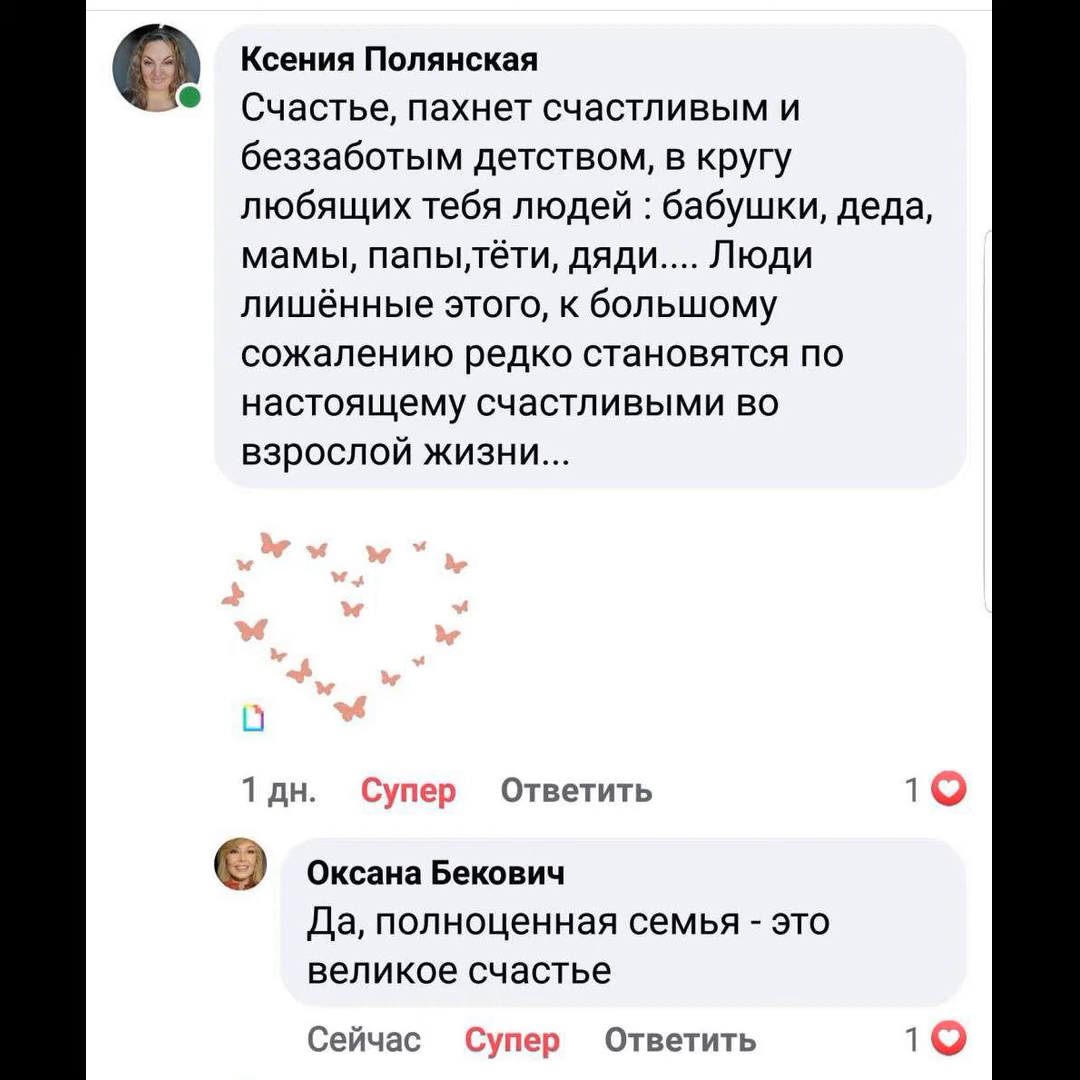 Ксения Полянская
Счастье, пахнет счастливым и
беззаботым детством, в кругу
любящих тебя людей : бабушки, деда,
мамы, папы,тёти, дяди.... Люди
лишённые этого, к большому
сожалению редко становятся по
настоящему счастливыми во
взрослой жизни...
1 дн. Супер Ответить 1
Оксана Бекович
Да, полноценная семья - это
великое счастье
Сейчас Супер Ответить 1